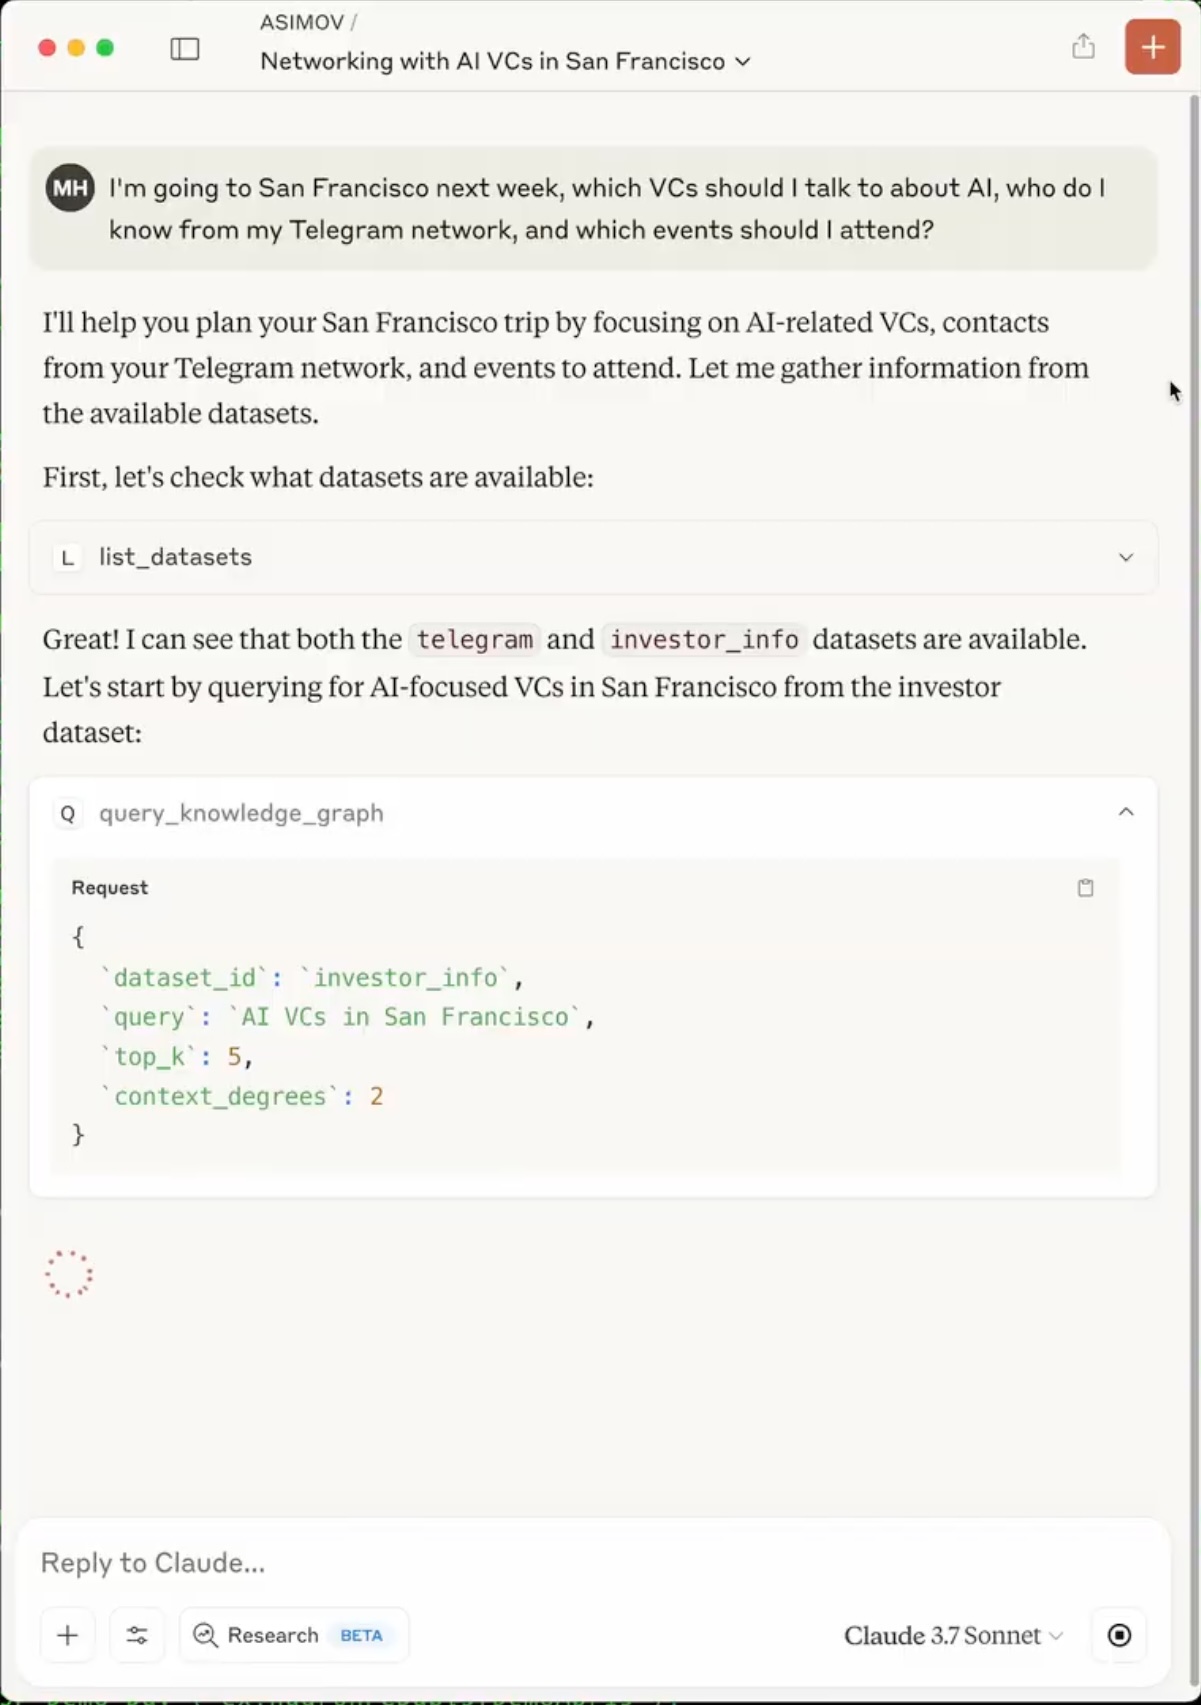 ASIMOV /
Networking with AI VCs in San Francisco
MH
I'm going to San Francisco next week, which VCs should I talk to about AI, who do I
know from my Telegram network, and which events should I attend?
I'll help you plan your San Francisco trip by focusing on AI-related VCs, contacts
from your Telegram network, and events to attend. Let me gather information from
the available datasets.
First, let's check what datasets are available:
L list_datasets
Great! I can see that both the telegram and investor_info datasets are available.
Let's start by querying for AI-focused VCs in San Francisco from the investor
dataset:
Q query_knowledge_graph
Request
{
`dataset_id`: `investor_info`,
`query`: `AI VCs in San Francisco`,
`top_k`: 5,
`context_degrees`: 2
}
Reply to Claude...
Research BETA
Claude 3.7 Sonnet